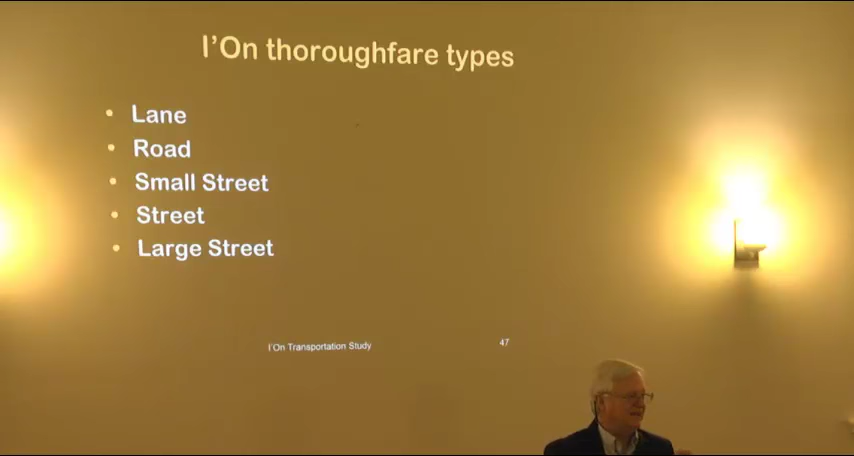 I'On thoroughfare types
• Lane
• Road
• Small Street
• Street
• Large Street
I'On Transportation Study
47